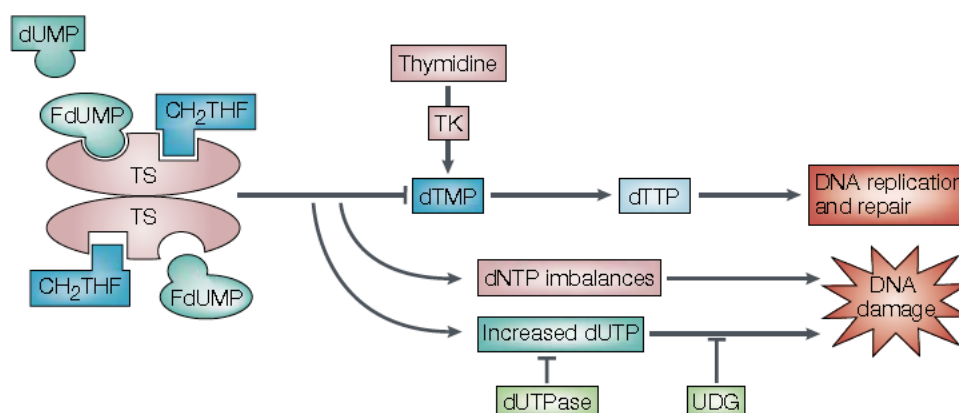 dUMP
FdUMP
CH2THF
TS
TS
CH2THF
FdUMP
Thymidine
TK
dTMP
dTTP
DNA replication
and repair
dNTP imbalances
DNA
damage
Increased dUTP
dUTPase
UDG